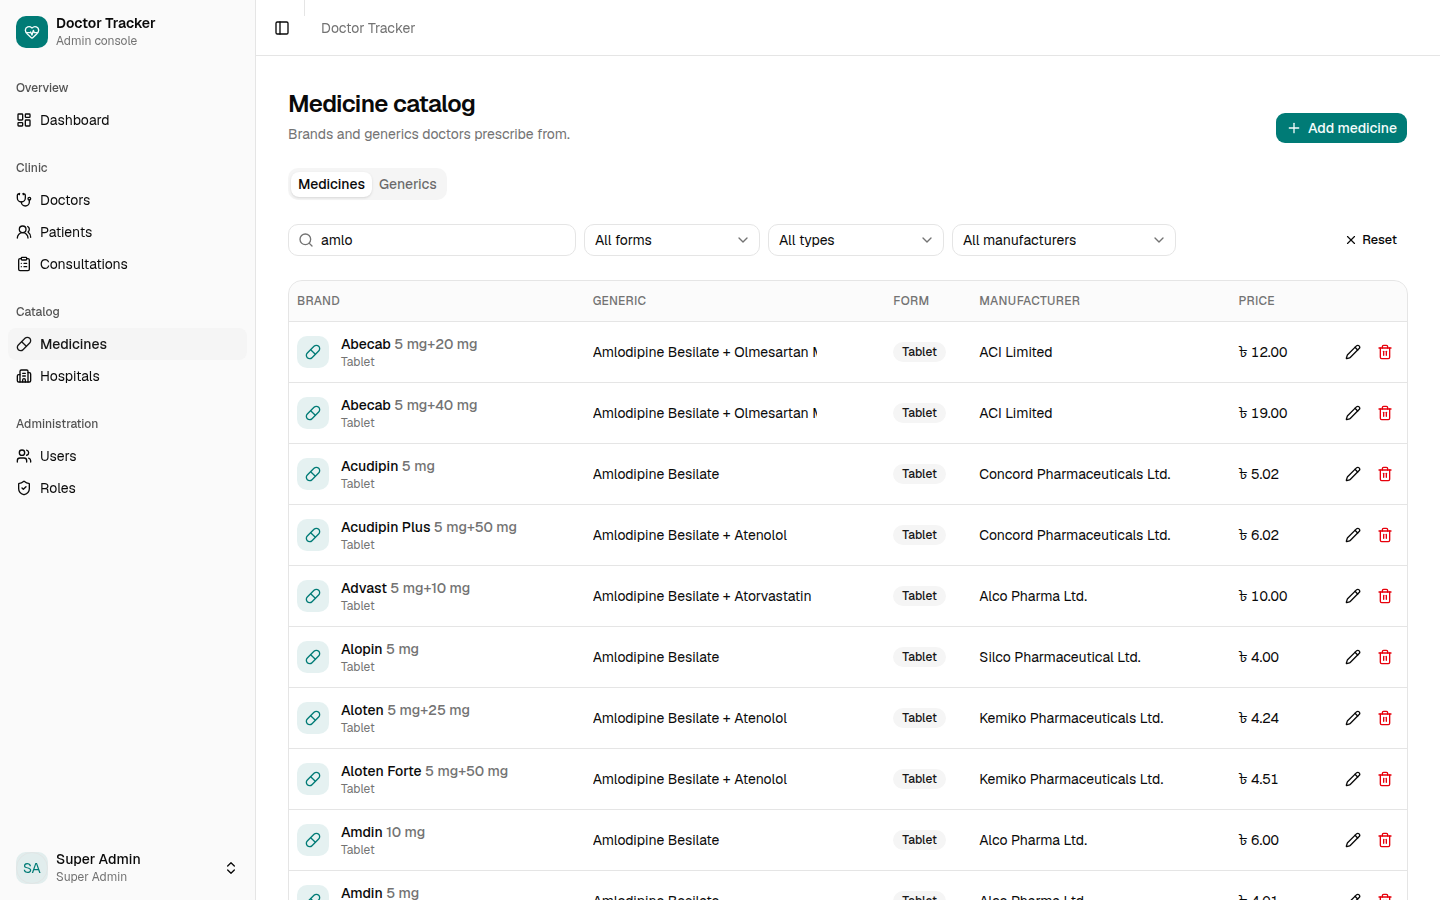 Doctor Tracker
Admin console
Overview
Dashboard
Clinic
Doctors
Patients
Consultations
Catalog
Medicines
Hospitals
Administration
Users
Roles
SA
Super Admin
Super Admin
Doctor Tracker
Medicine catalog
Brands and generics doctors prescribe from.
Add medicine
Medicines Generics
amlo All forms All types All manufacturers Reset
BRAND GENERIC FORM MANUFACTURER PRICE
Abecab 5 mg+20 mg
Tablet
Amlodipine Besilate + Olmesartan Tablet ACI Limited ৳ 12.00
Abecab 5 mg+40 mg
Tablet
Amlodipine Besilate + Olmesartan Tablet ACI Limited ৳ 19.00
Acudipin 5 mg
Tablet
Amlodipine Besilate Tablet Concord Pharmaceuticals Ltd. ৳ 5.02
Acudipin Plus 5 mg+50 mg
Tablet
Amlodipine Besilate + Atenolol Tablet Concord Pharmaceuticals Ltd. ৳ 6.02
Advast 5 mg+10 mg
Tablet
Amlodipine Besilate + Atorvastatin Tablet Alco Pharma Ltd. ৳ 10.00
Alopin 5 mg
Tablet
Amlodipine Besilate Tablet Silco Pharmaceutical Ltd. ৳ 4.00
Aloten 5 mg+25 mg
Tablet
Amlodipine Besilate + Atenolol Tablet Kemiko Pharmaceuticals Ltd. ৳ 4.24
Aloten Forte 5 mg+50 mg
Tablet
Amlodipine Besilate + Atenolol Tablet Kemiko Pharmaceuticals Ltd. ৳ 4.51
Amdin 10 mg
Tablet
Amlodipine Besilate Tablet Alco Pharma Ltd. ৳ 6.00
Amdin 5 mg